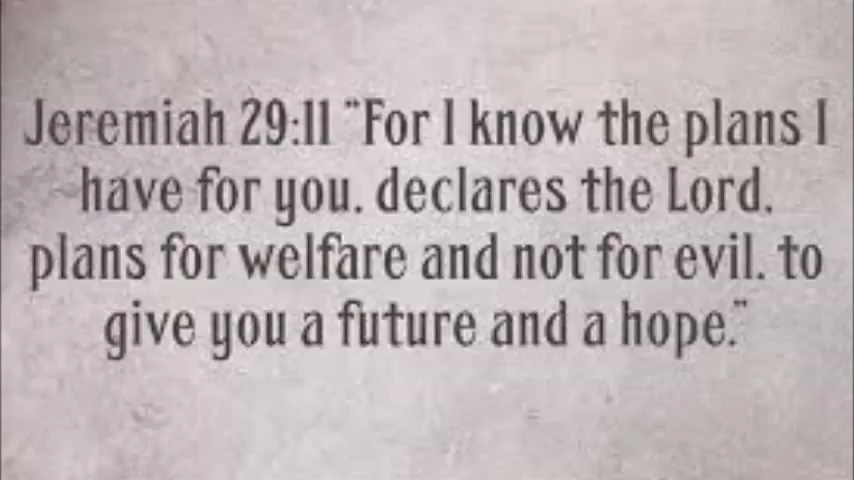 Jeremiah 29:11 "For I know the plans I
have for you, declares the Lord,
plans for welfare and not for evil, to
give you a future and a hope."